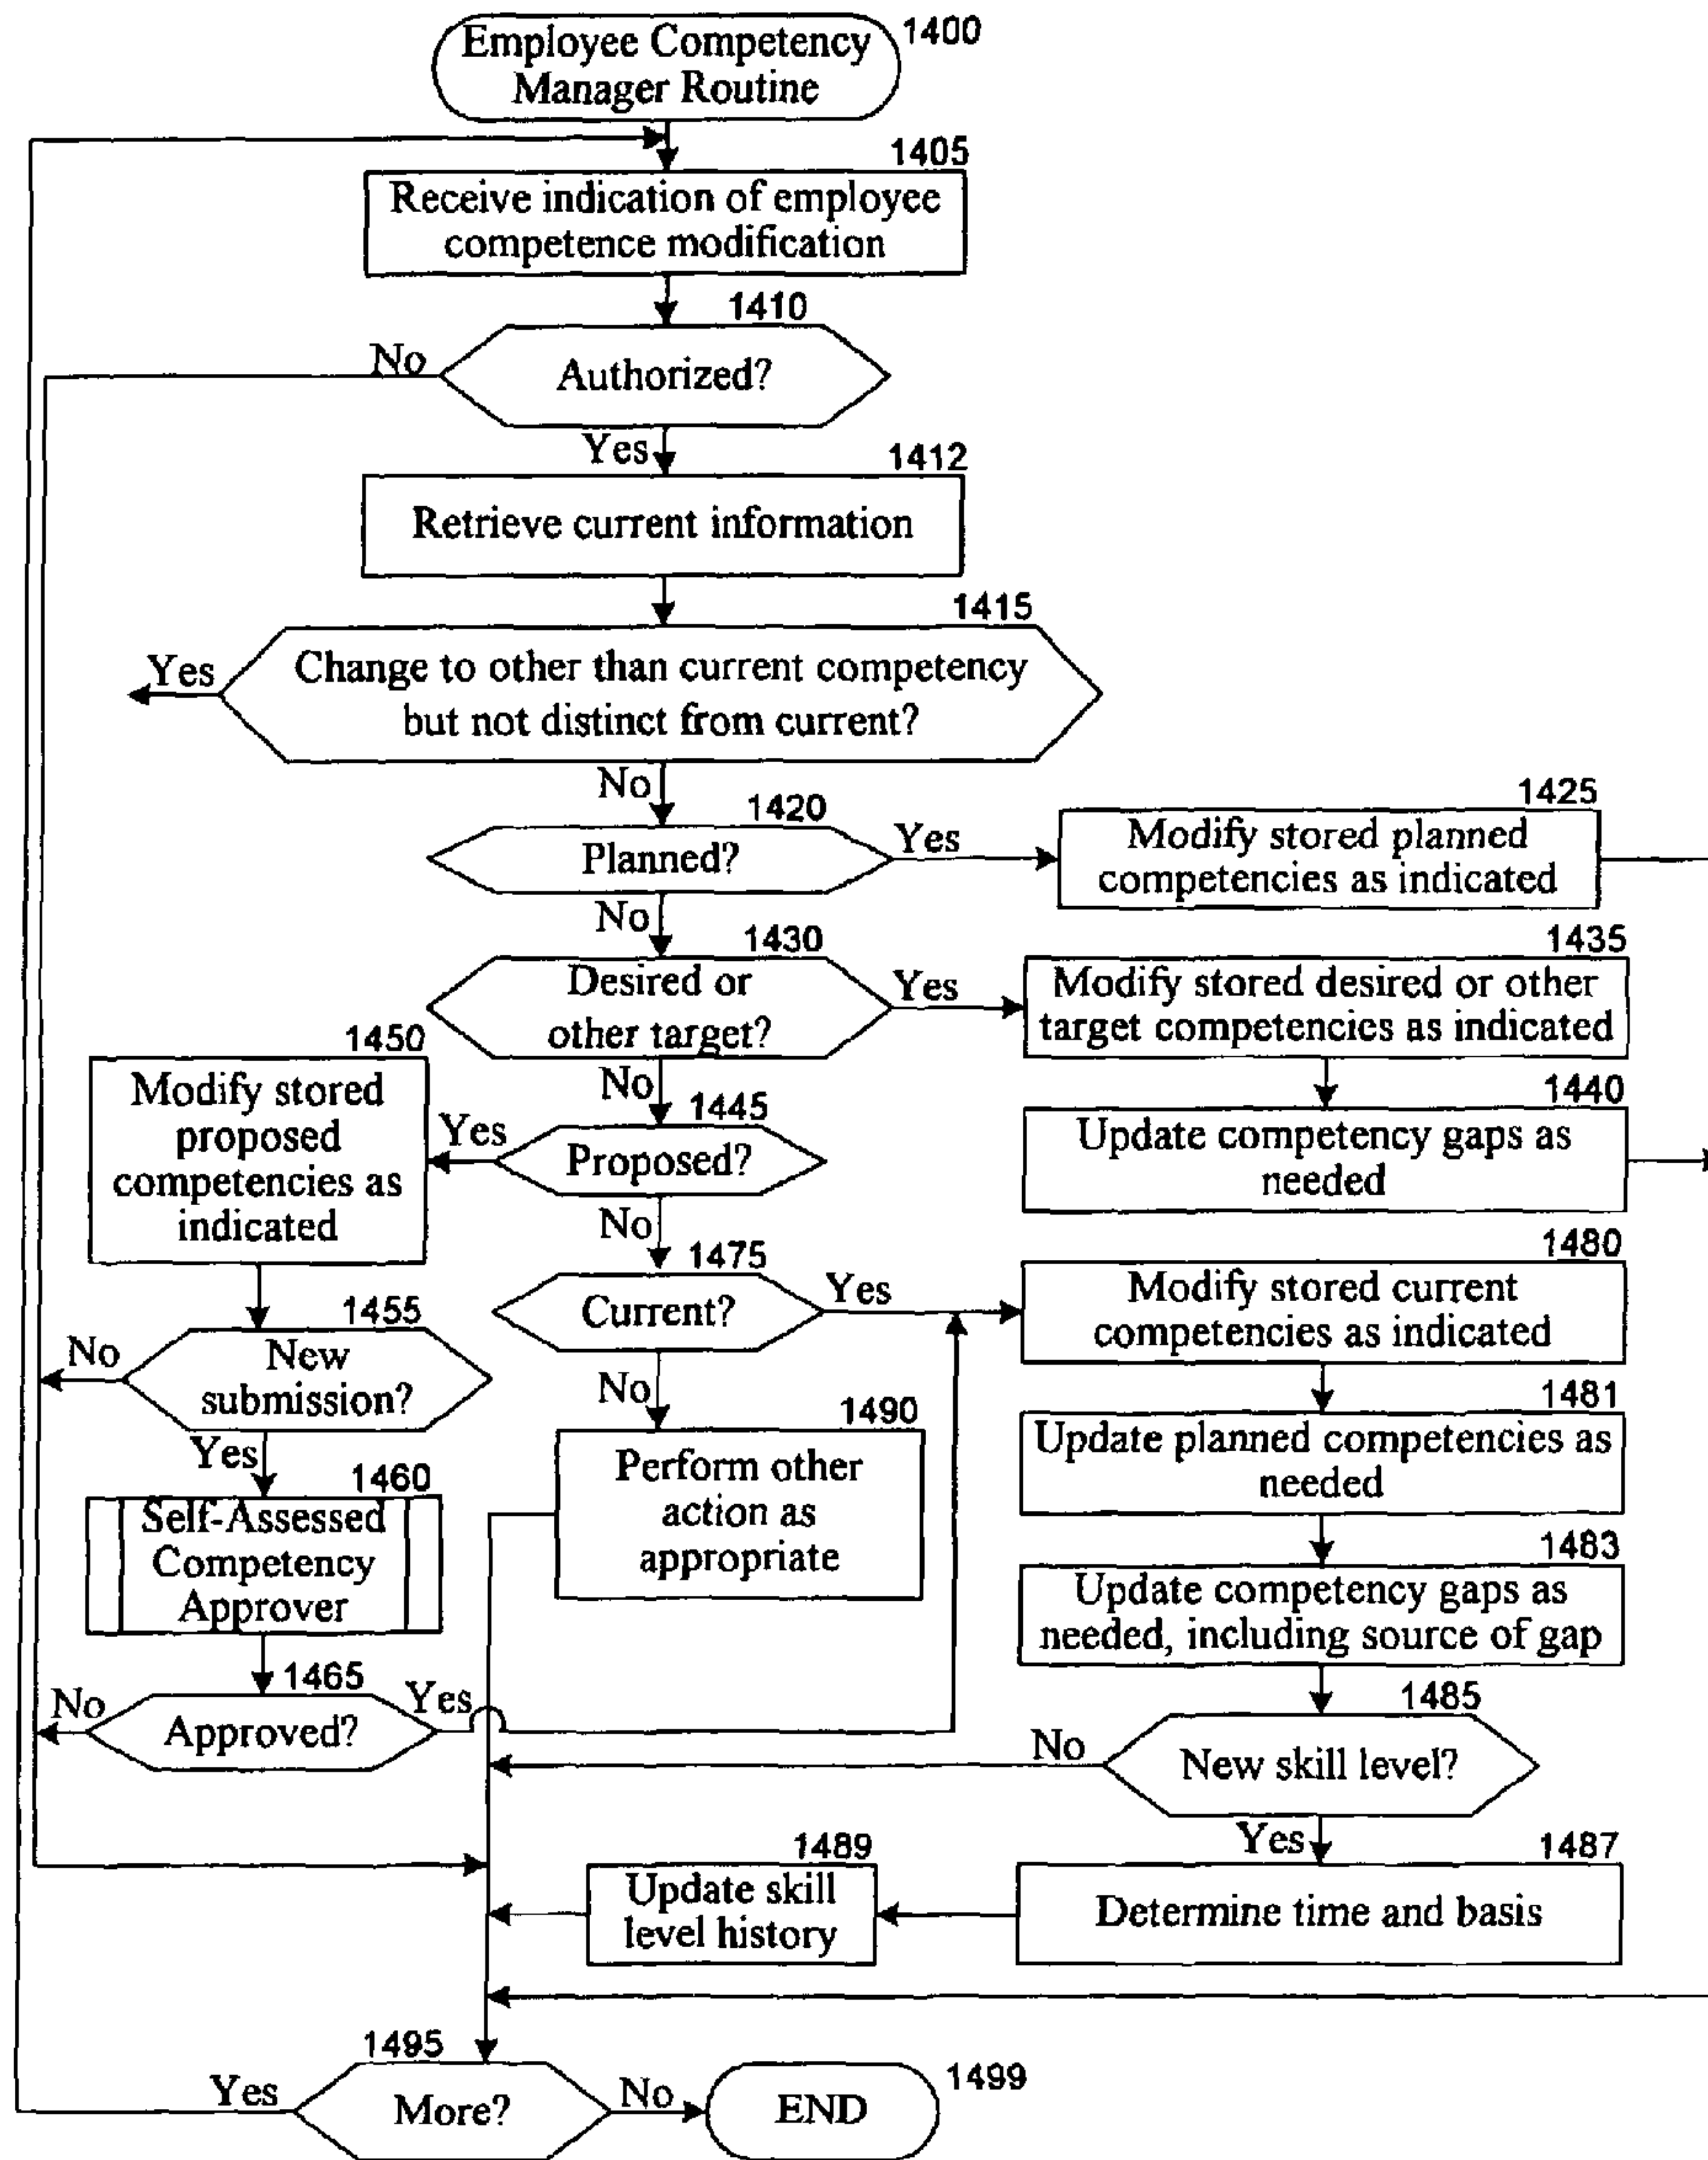 Employee Competency
Manager Routine
1400
1405
Receive indication of employee
competence modification
1410
No
Authorized?
Yes
1412
Retrieve current information
1415
Yes
Change to other than current competency
but not distinct from current?
No
1420
Planned?
Yes
1425
Modify stored planned
competencies as indicated
No
1430
Desired or
other target?
Yes
1435
Modify stored desired or other
target competencies as indicated
1440
Update competency gaps as
needed
No
1445
Proposed?
Yes
1450
Modify stored
proposed
competencies as
indicated
No
1475
Current?
Yes
1480
Modify stored current
competencies as indicated
1455
No
New
submission?
Yes
1460
Self-Assessed
Competency
Approver
No
1490
Perform other
action as
appropriate
1481
Update planned competencies as
needed
1483
Update competency gaps as
needed, including source of gap
1465
No
Approved?
Yes
1485
No
New skill level?
Yes
1487
Determine time and basis
1489
Update skill
level history
1495
Yes
More?
No
END
1499